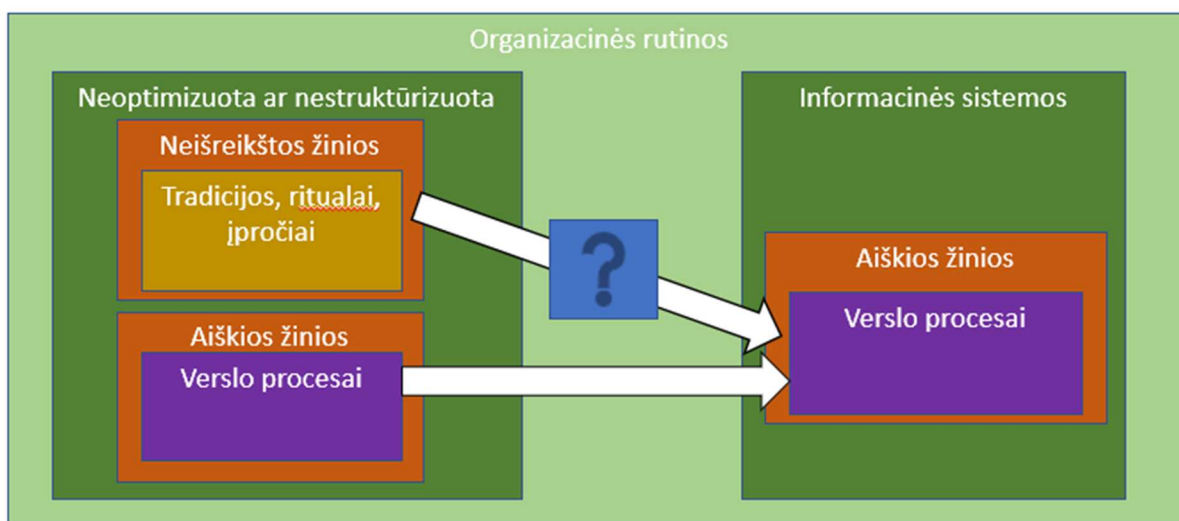 Organizacinės rutinos
Neoptimizuota ar nestruktūrizuota
Neišreikštos žinios
Tradicijos, ritualai,
įpročiai
Aiškios žinios
Verslo procesai
?
Informacinės sistemos
Aiškios žinios
Verslo procesai